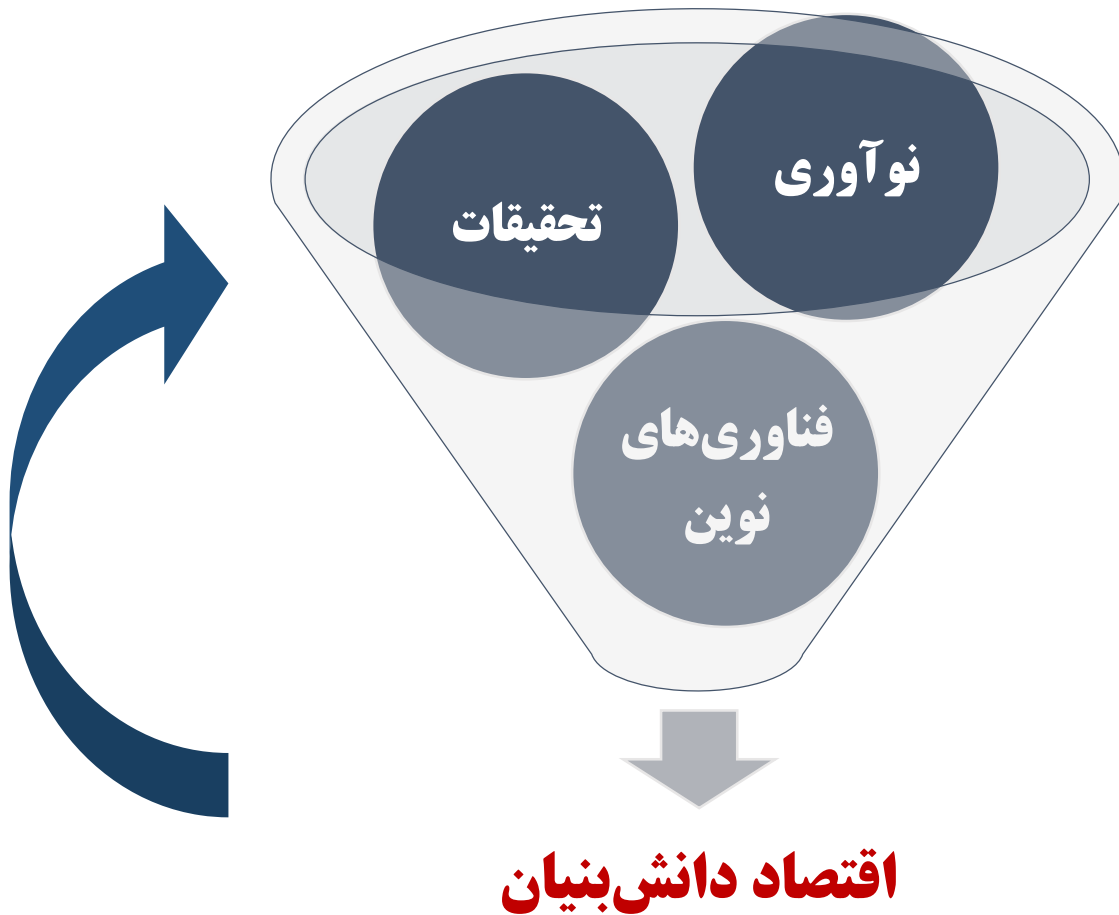 نوآوری
تحقیقات
فناوری‌های
نوین
اقتصاد دانش‌بنیان